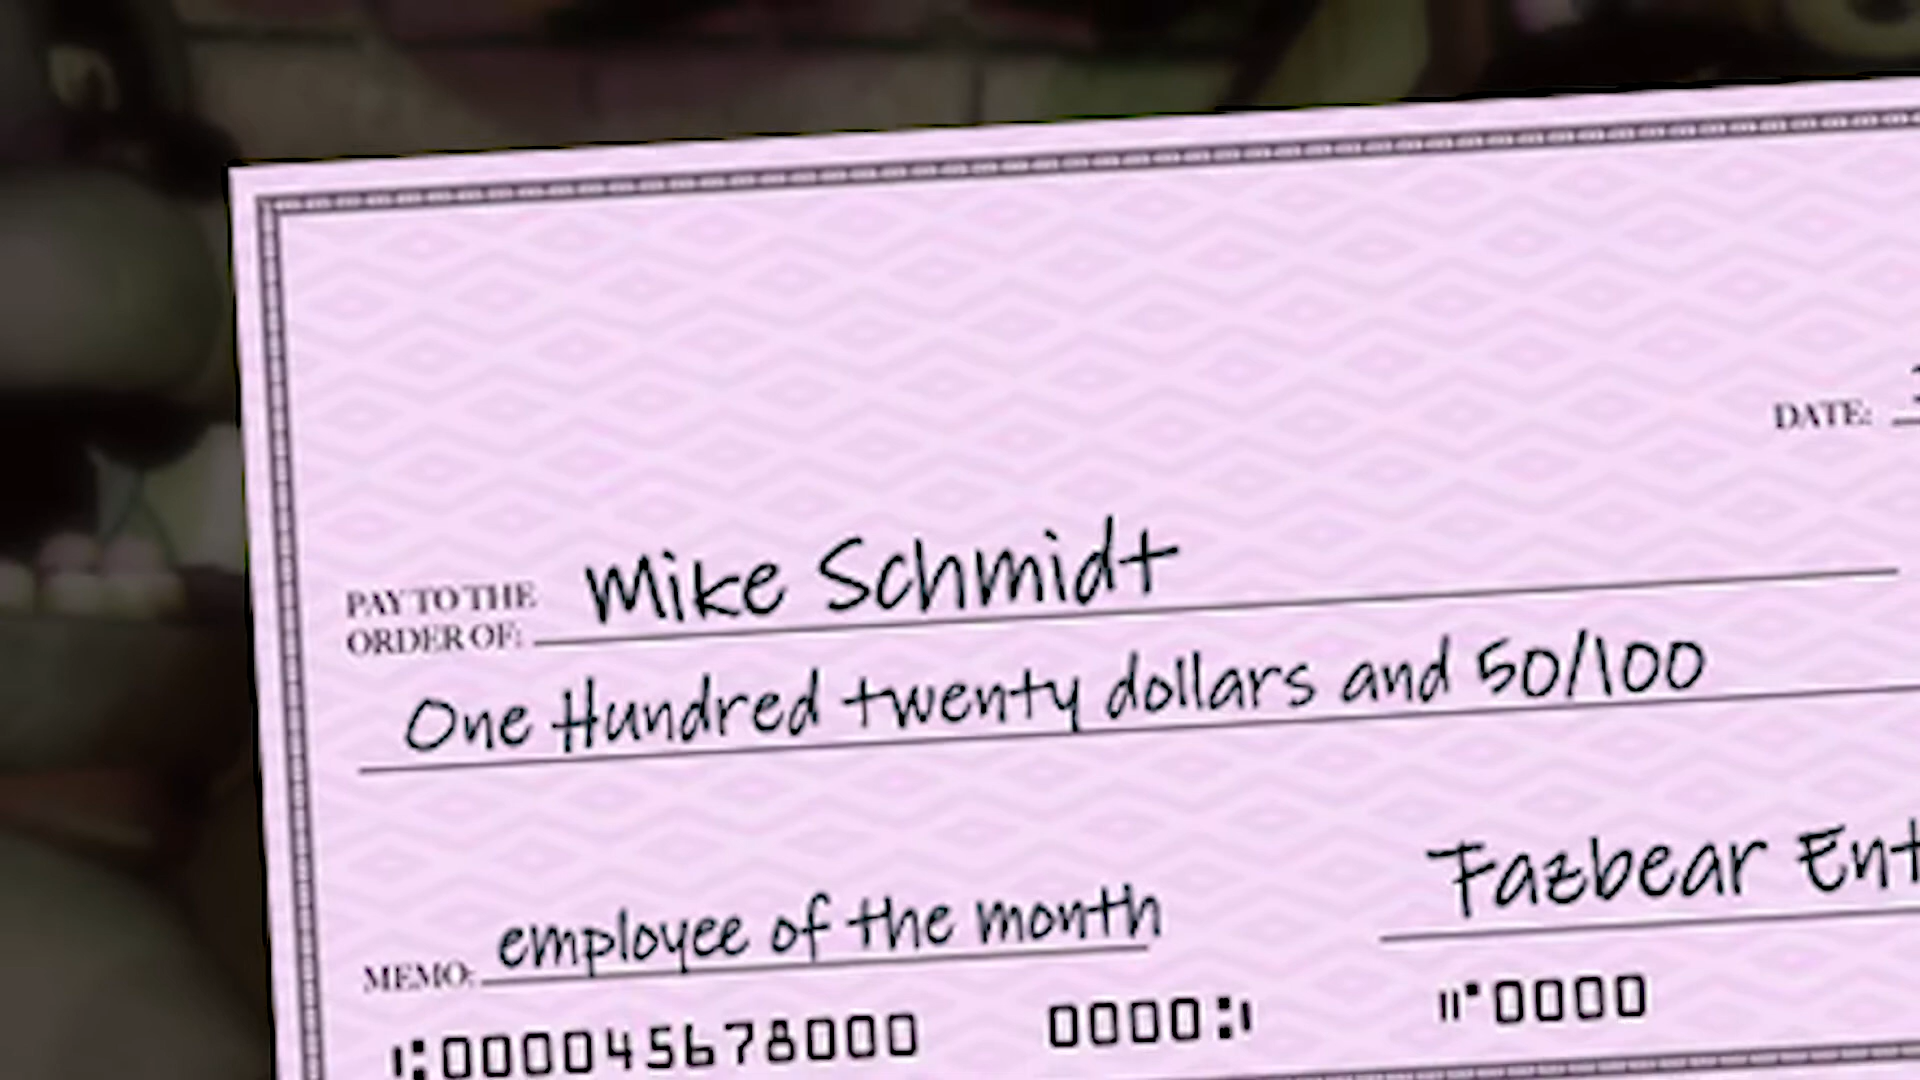 DATE:
PAY TO THE
ORDER OF: Mike Schmidt
One Hundred twenty dollars and 50/100
Fazbear Ent
MEMO: employee of the month
⑆000045678000 0000⑆ ⑈0000